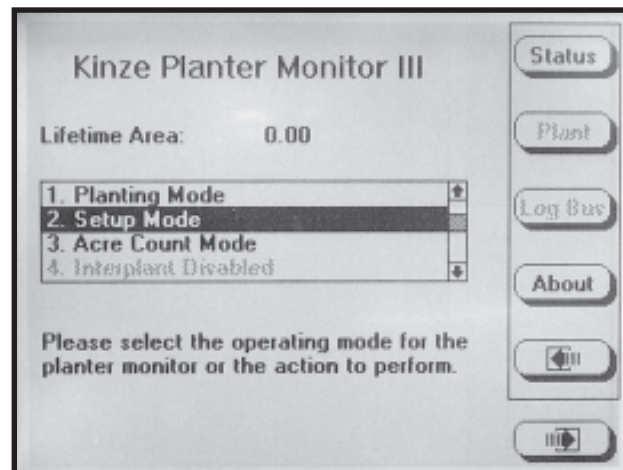 Kinze Planter Monitor III
Lifetime Area: 0.00
1. Planting Mode
2. Setup Mode
3. Acre Count Mode
4. Interplant Disabled
Please select the operating mode for the
planter monitor or the action to perform.
Status
Plant
Log Bus
About